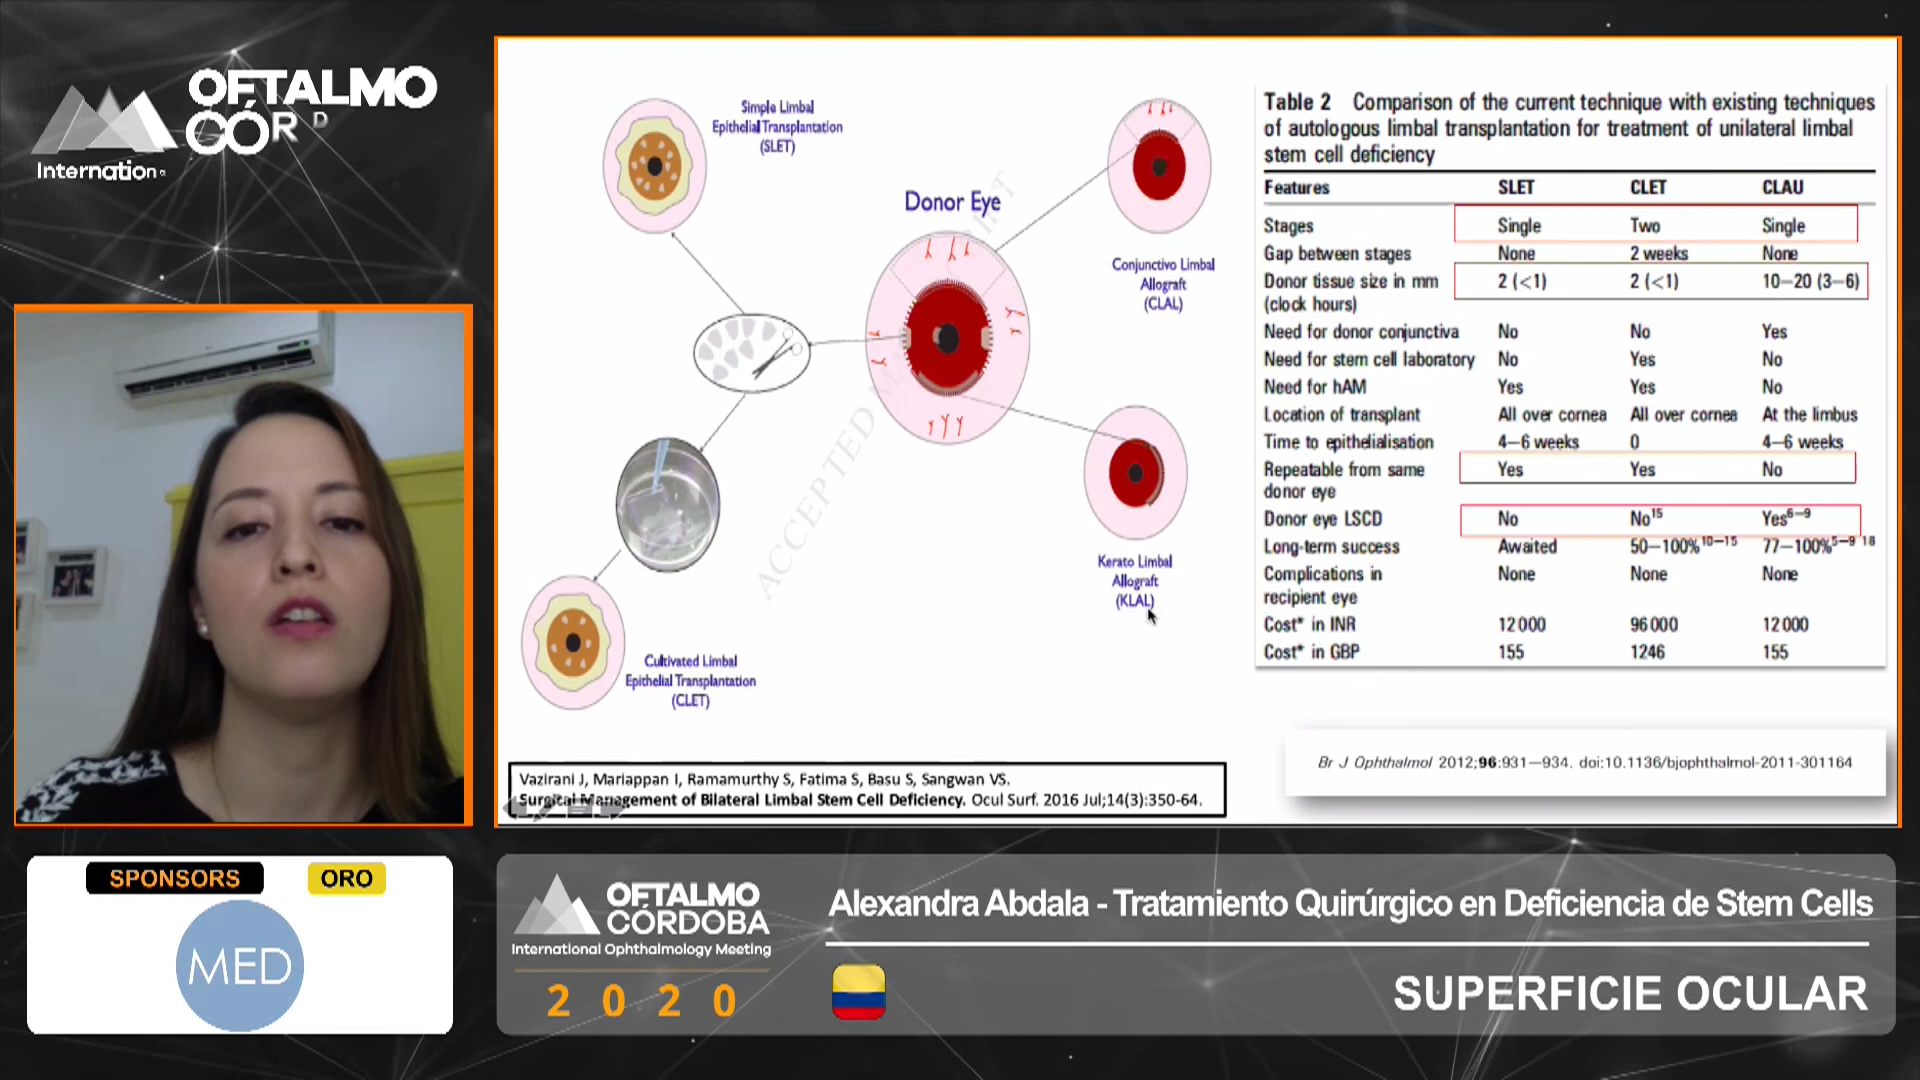 OFTALMO
CÓR D
Internation
Simple Limbal
Epithelial Transplantation
(SLET)
Donor Eye
Conjunctivo Limbal
Allograft
(CLAL)
Kerato Limbal
Allograft
(KLAL)
Cultivated Limbal
Epithelial Transplantation
(CLET)
ACCEPTED
Vazirani J, Mariappan I, Ramamurthy S, Fatima S, Basu S, Sangwan VS.
Surgical Management of Bilateral Limbal Stem Cell Deficiency. Ocul Surf. 2016 Jul;14(3):350-64.
Table 2 Comparison of the current technique with existing techniques
of autologous limbal transplantation for treatment of unilateral limbal
stem cell deficiency
Features SLET CLET CLAU
Stages Single Two Single
Gap between stages None 2 weeks None
Donor tissue size in mm 2 (<1) 2 (<1) 10–20 (3–6)
(clock hours)
Need for donor conjunctiva No No Yes
Need for stem cell laboratory No Yes No
Need for hAM Yes Yes No
Location of transplant All over cornea All over cornea At the limbus
Time to epithelialisation 4–6 weeks 0 4–6 weeks
Repeatable from same Yes Yes No
donor eye
Donor eye LSCD No No15 Yes6–9
Long-term success Awaited 50–100%10–15 77–100%5–9 18
Complications in None None None
recipient eye
Cost* in INR 12 000 96 000 12 000
Cost* in GBP 155 1246 155
Br J Ophthalmol 2012;96:931–934. doi:10.1136/bjophthalmol-2011-301164
SPONSORS ORO
MED
OFTALMO
CÓRDOBA
International Ophthalmology Meeting
2020
Alexandra Abdala - Tratamiento Quirúrgico en Deficiencia de Stem Cells
SUPERFICIE OCULAR